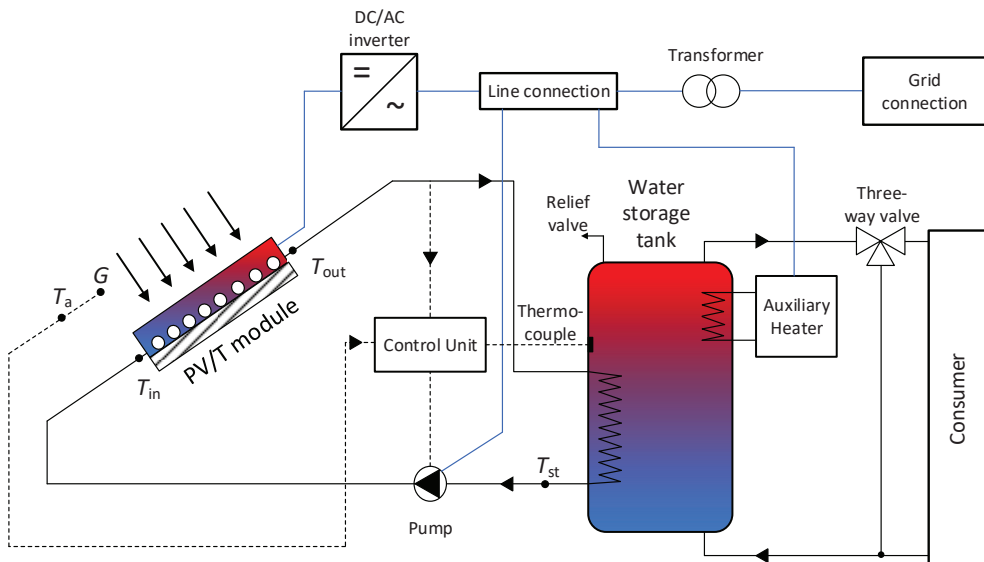 DC/AC
inverter
=
~
Line connection
Transformer
Grid
connection
Relief
valve
Water
storage
tank
Three-
way valve
T_a
G
T_out
T_in
PV/T module
Control Unit
Thermo-
couple
Auxiliary
Heater
Consumer
T_st
Pump